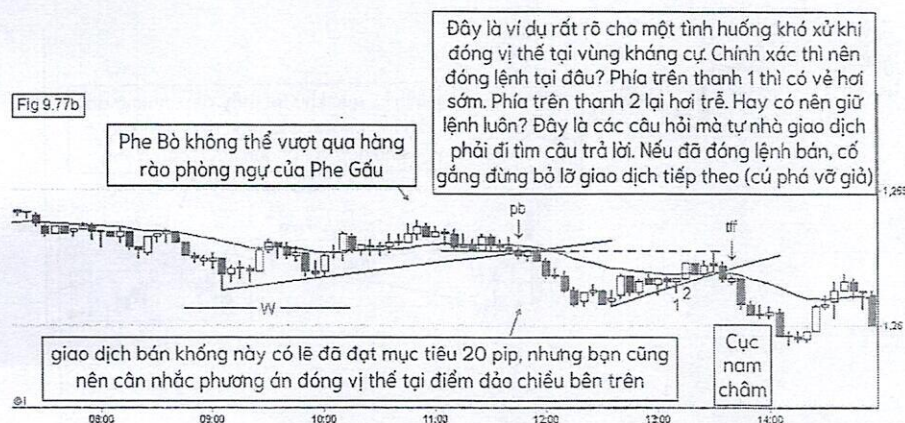 Đây là ví dụ rất rõ cho một tình huống khó xử khi
đóng vị thế tại vùng kháng cự. Chính xác thì nên
đóng lệnh tại đâu? Phía trên thanh 1 thì có vẻ hơi
sớm. Phía trên thanh 2 lại hơi trễ. Hay có nên giữ
lệnh luôn? Đây là các câu hỏi mà tự nhà giao dịch
phải đi tìm câu trả lời. Nếu đã đóng lệnh bán, cố
gắng đừng bỏ lỡ giao dịch tiếp theo (cú phá vỡ giả)
Fig 9.77b
Phe Bò không thể vượt qua hàng
rào phòng ngự của Phe Gấu
1,265
pb
tff
1 2
W
1,26
giao dịch bán khống này có lẽ đã đạt mục tiêu 20 pip, nhưng bạn cũng
nên cân nhắc phương án đóng vị thế tại điểm đảo chiều bên trên
Cục
nam
châm
08:00 09:00 10:00 11:00 12:00 13:00 14:00